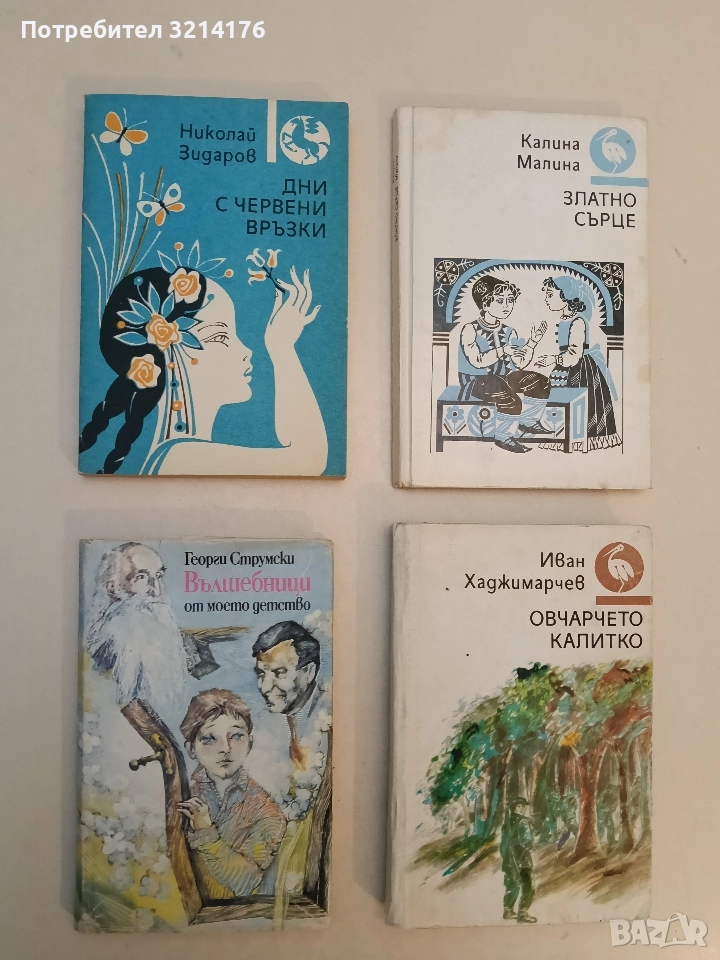 Потребител 3214176
Николай
Зидаров
ДНИ
С ЧЕРВЕНИ
ВРЪЗКИ
Калина
Малина
ЗЛАТНО
СЪРЦЕ
Георги Струмски
Вълшебници
от моето детство
Иван
Хаджимарчев
ОВЧАРЧЕТО
КАЛИТКО
BAZAR